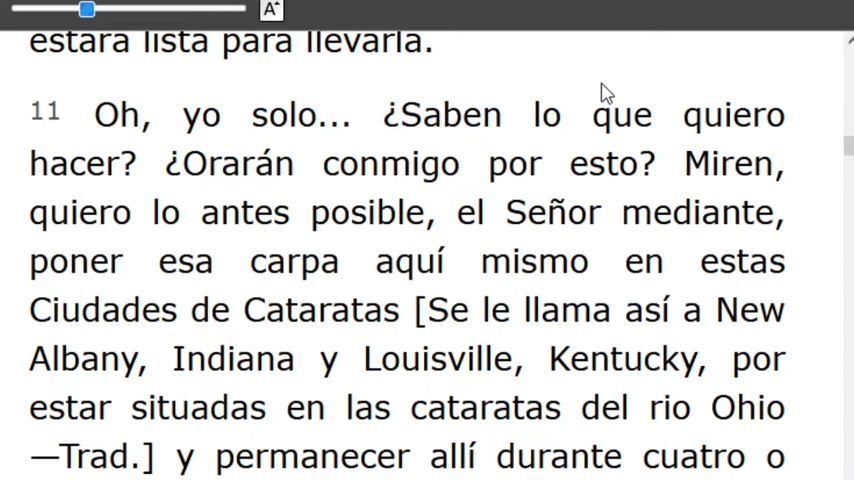 A
estará lista para llevarla.
11 Oh, yo solo... ¿Saben lo que quiero
hacer? ¿Orarán conmigo por esto? Miren,
quiero lo antes posible, el Señor mediante,
poner esa carpa aquí mismo en estas
Ciudades de Cataratas [Se le llama así a New
Albany, Indiana y Louisville, Kentucky, por
estar situadas en las cataratas del rio Ohio
—Trad.] y permanecer allí durante cuatro o